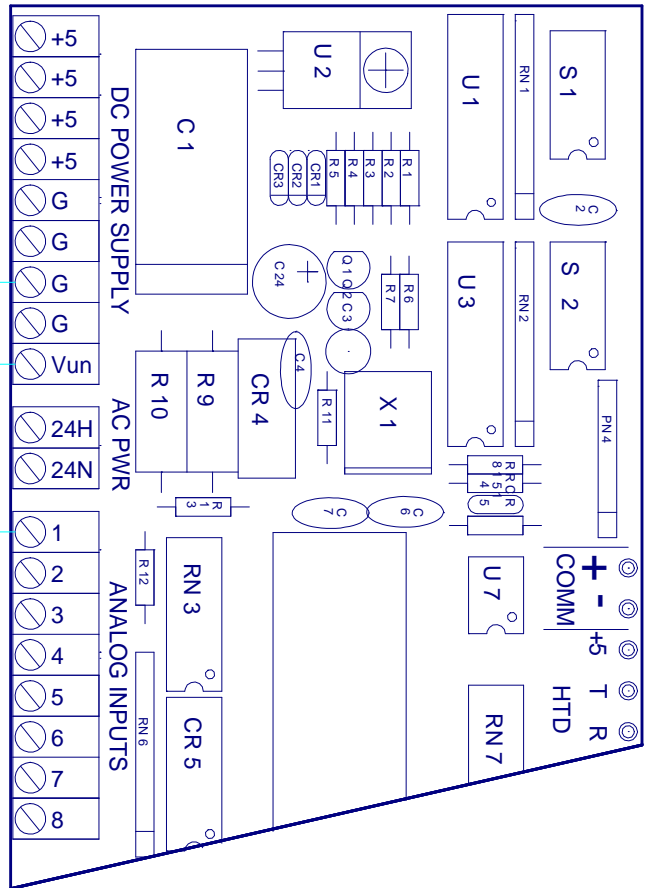 +5
+5
+5
+5
G
G
G
G
Vun
DC POWER SUPPLY
24H
24N
AC PWR
1
2
3
4
5
6
7
8
ANALOG INPUTS
C 1
U 2
CR3
CR2
CR1
R 5
R 4
R 3
R 2
R 1
U 1
RN 1
S 1
C 2
C 24
Q 1
Q 2
C 3
R 7
R 6
U 3
RN 2
S 2
R 10
R 9
CR 4
C 4
R 11
X 1
PN 4
R 13
C 7
C 6
R 8
R 14
C 5
CR 15
R 12
RN 3
RN 6
CR 5
U 7
RN 7
+ -
COMM
+5
T
R
HTD